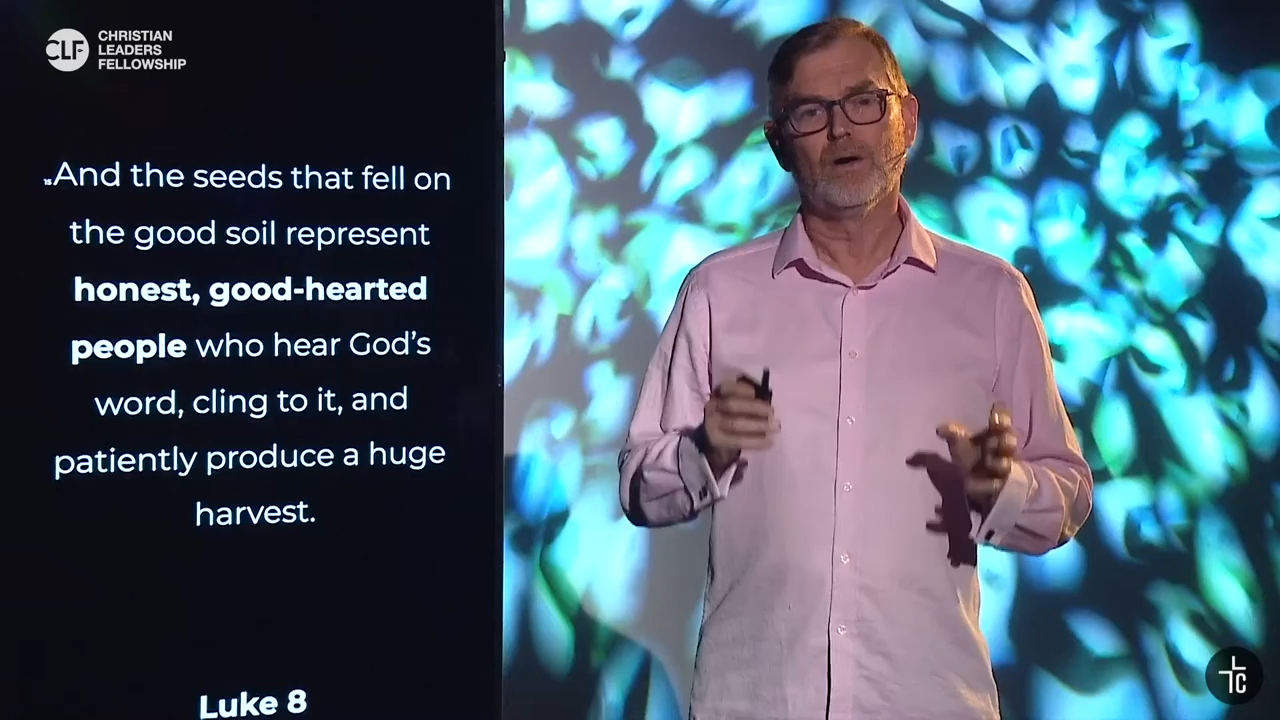 CLF
CHRISTIAN
LEADERS
FELLOWSHIP
„And the seeds that fell on
the good soil represent
honest, good-hearted
people who hear God's
word, cling to it, and
patiently produce a huge
harvest.
Luke 8
tc